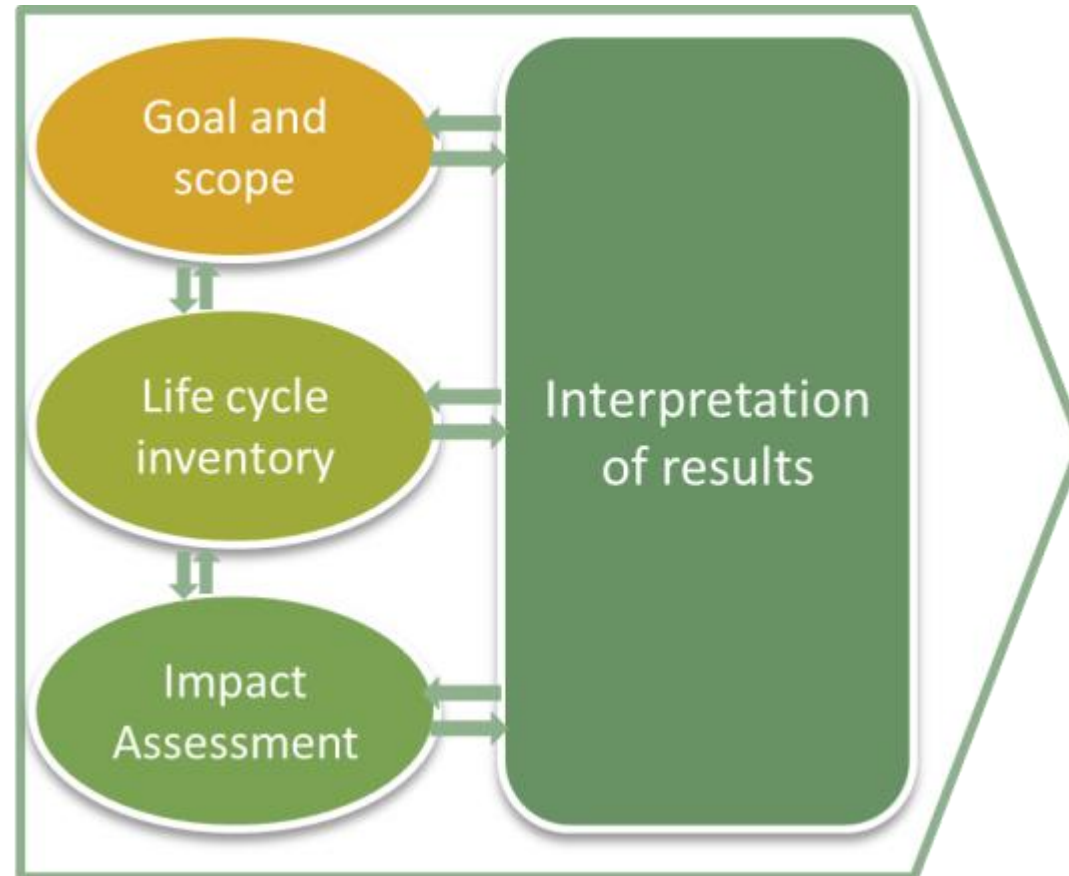 Goal and
scope
Life cycle
inventory
Impact
Assessment
Interpretation
of results